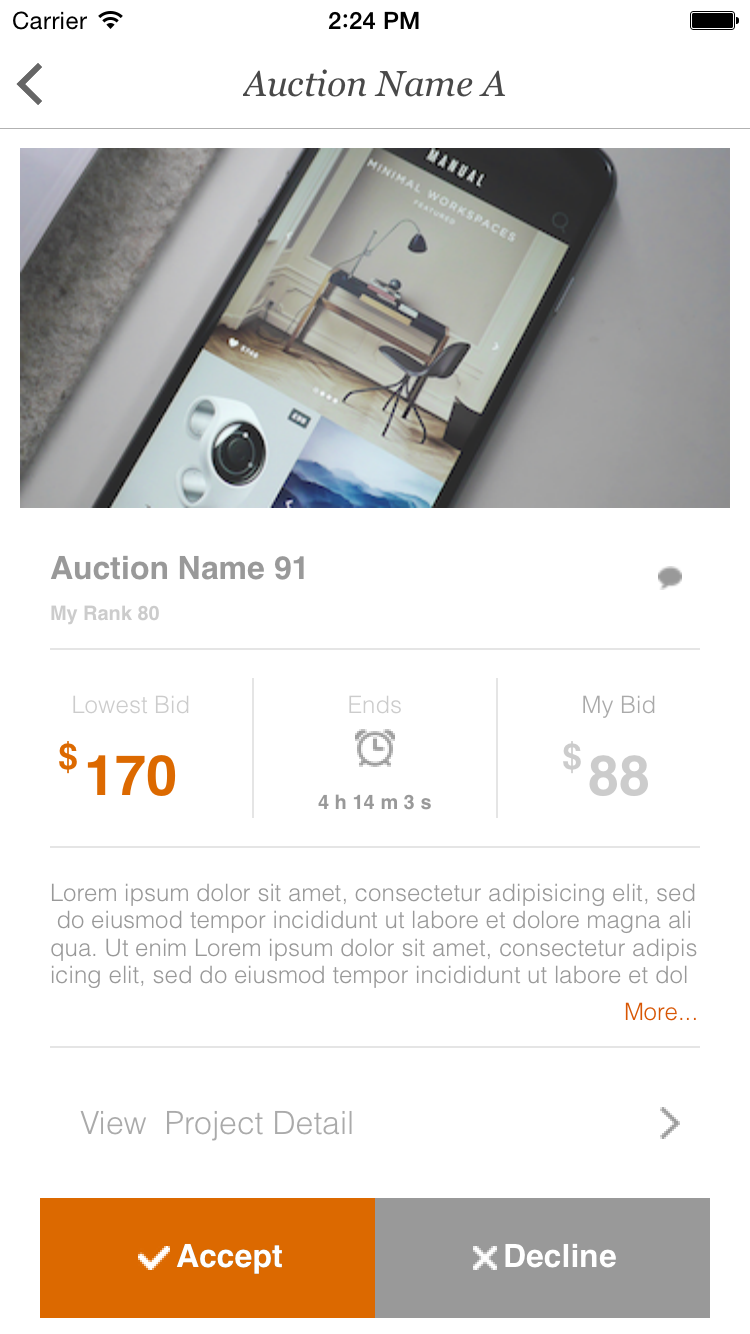 Carrier 2:24 PM
Auction Name A
MANUAL
MINIMAL WORKSPACES
FEATURED
Auction Name 91
My Rank 80
Lowest Bid Ends My Bid
$170 $88
4 h 14 m 3 s
Lorem ipsum dolor sit amet, consectetur adipisicing elit, sed
do eiusmod tempor incididunt ut labore et dolore magna ali
qua. Ut enim Lorem ipsum dolor sit amet, consectetur adipis
icing elit, sed do eiusmod tempor incididunt ut labore et dol
More...
View Project Detail
Accept Decline